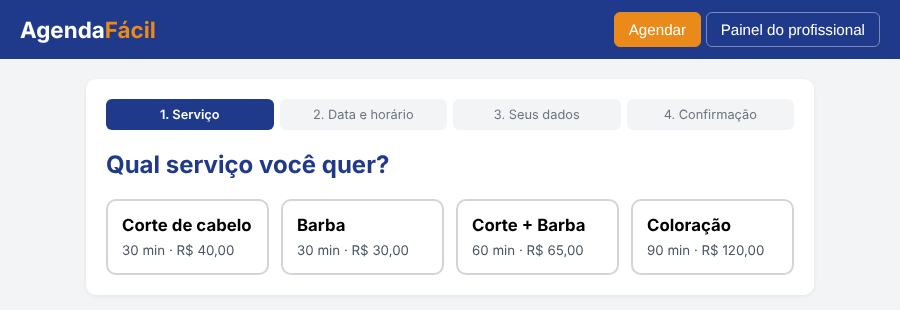 AgendaFácil
Agendar
Painel do profissional
1. Serviço
2. Data e horário
3. Seus dados
4. Confirmação
Qual serviço você quer?
Corte de cabelo
30 min · R$ 40,00
Barba
30 min · R$ 30,00
Corte + Barba
60 min · R$ 65,00
Coloração
90 min · R$ 120,00